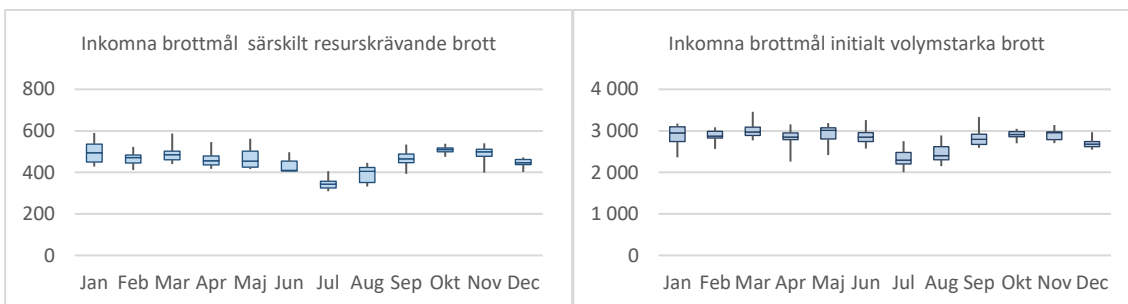 Inkomna brottmål särskilt resurskrävande brott
800
600
400
200
0
Jan Feb Mar Apr Maj Jun Jul Aug Sep Okt Nov Dec
Inkomna brottmål initialt volymstarka brott
4 000
3 000
2 000
1 000
0
Jan Feb Mar Apr Maj Jun Jul Aug Sep Okt Nov Dec